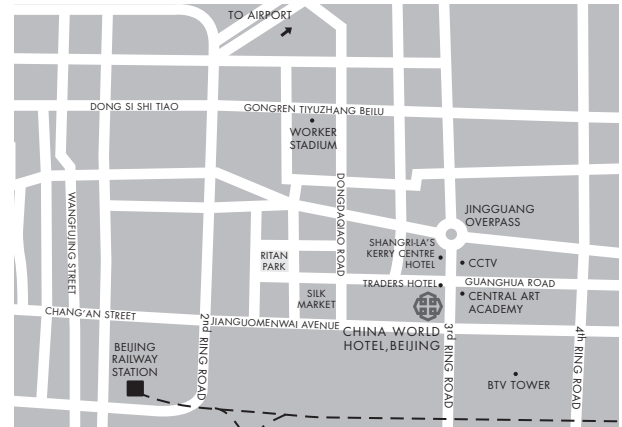 TO AIRPORT
DONG SI SHI TIAO
GONGREN TIYUZHANG BEILU
WORKER
STADIUM
WANGFUJING STREET
DONGDAQIAO ROAD
JINGGUANG
OVERPASS
SHANGRI-LA'S
KERRY CENTRE
HOTEL
CCTV
RITAN
PARK
TRADERS HOTEL
GUANGHUA ROAD
SILK
MARKET
CENTRAL ART
ACADEMY
CHANG'AN STREET
2nd RING ROAD
JIANGUOMENWAI AVENUE
CHINA WORLD
HOTEL,BEIJING
3rd RING ROAD
4th RING ROAD
BEIJING
RAILWAY
STATION
BTV TOWER